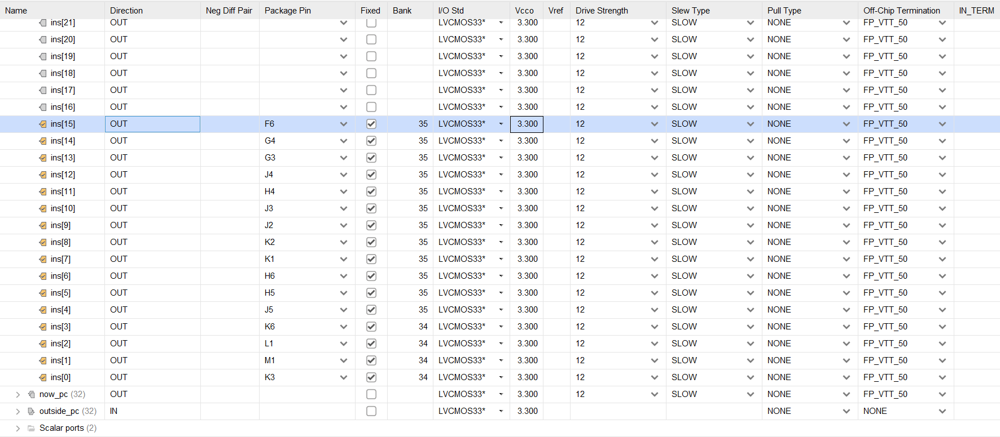 Name Direction Neg Diff Pair Package Pin Fixed Bank I/O Std Vcco Vref Drive Strength Slew Type Pull Type Off-Chip Termination IN_TERM
ins[21] OUT LVCMOS33* 3.300 12 SLOW NONE FP_VTT_50
ins[20] OUT LVCMOS33* 3.300 12 SLOW NONE FP_VTT_50
ins[19] OUT LVCMOS33* 3.300 12 SLOW NONE FP_VTT_50
ins[18] OUT LVCMOS33* 3.300 12 SLOW NONE FP_VTT_50
ins[17] OUT LVCMOS33* 3.300 12 SLOW NONE FP_VTT_50
ins[16] OUT LVCMOS33* 3.300 12 SLOW NONE FP_VTT_50
ins[15] OUT F6 35 LVCMOS33* 3.300 12 SLOW NONE FP_VTT_50
ins[14] OUT G4 35 LVCMOS33* 3.300 12 SLOW NONE FP_VTT_50
ins[13] OUT G3 35 LVCMOS33* 3.300 12 SLOW NONE FP_VTT_50
ins[12] OUT J4 35 LVCMOS33* 3.300 12 SLOW NONE FP_VTT_50
ins[11] OUT H4 35 LVCMOS33* 3.300 12 SLOW NONE FP_VTT_50
ins[10] OUT J3 35 LVCMOS33* 3.300 12 SLOW NONE FP_VTT_50
ins[9] OUT J2 35 LVCMOS33* 3.300 12 SLOW NONE FP_VTT_50
ins[8] OUT K2 35 LVCMOS33* 3.300 12 SLOW NONE FP_VTT_50
ins[7] OUT K1 35 LVCMOS33* 3.300 12 SLOW NONE FP_VTT_50
ins[6] OUT H6 35 LVCMOS33* 3.300 12 SLOW NONE FP_VTT_50
ins[5] OUT H5 35 LVCMOS33* 3.300 12 SLOW NONE FP_VTT_50
ins[4] OUT J5 35 LVCMOS33* 3.300 12 SLOW NONE FP_VTT_50
ins[3] OUT K6 34 LVCMOS33* 3.300 12 SLOW NONE FP_VTT_50
ins[2] OUT L1 34 LVCMOS33* 3.300 12 SLOW NONE FP_VTT_50
ins[1] OUT M1 34 LVCMOS33* 3.300 12 SLOW NONE FP_VTT_50
ins[0] OUT K3 34 LVCMOS33* 3.300 12 SLOW NONE FP_VTT_50
now_pc (32) OUT LVCMOS33* 3.300 12 SLOW NONE FP_VTT_50
outside_pc (32) IN LVCMOS33* 3.300 NONE NONE
Scalar ports (2)